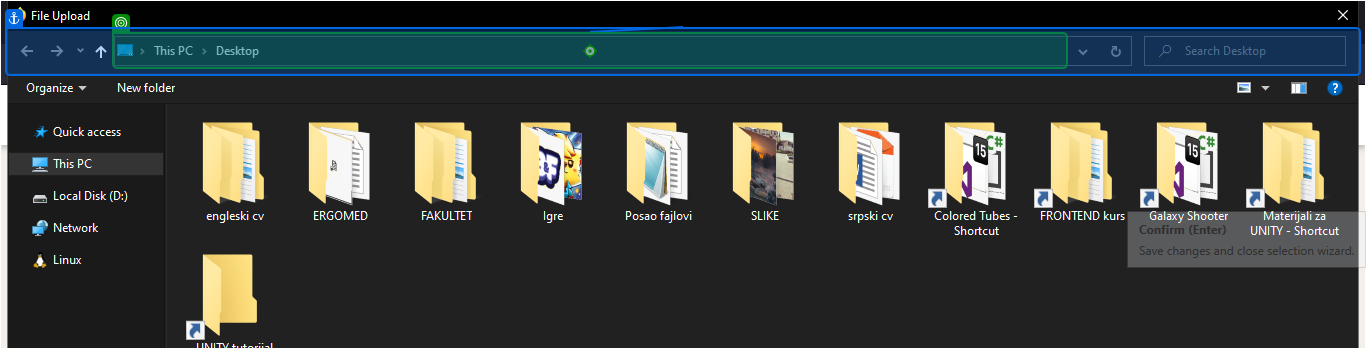 File Upload
This PC
Desktop
Search Desktop
Organize
New folder
Quick access
This PC
Local Disk (D:)
Network
Linux
engleski cv
ERGOMED
FAKULTET
Igre
Posao fajlovi
SLIKE
srpski cv
Colored Tubes -
Shortcut
FRONTEND kurs
Galaxy Shooter
Materijali za
UNITY - Shortcut
Confirm (Enter)
Save changes and close selection wizard.
UNITY tutorijal